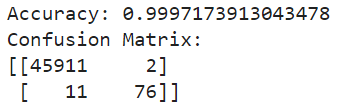 Accuracy: 0.9997173913043478
Confusion Matrix:
[[45911     2]
 [   11    76]]